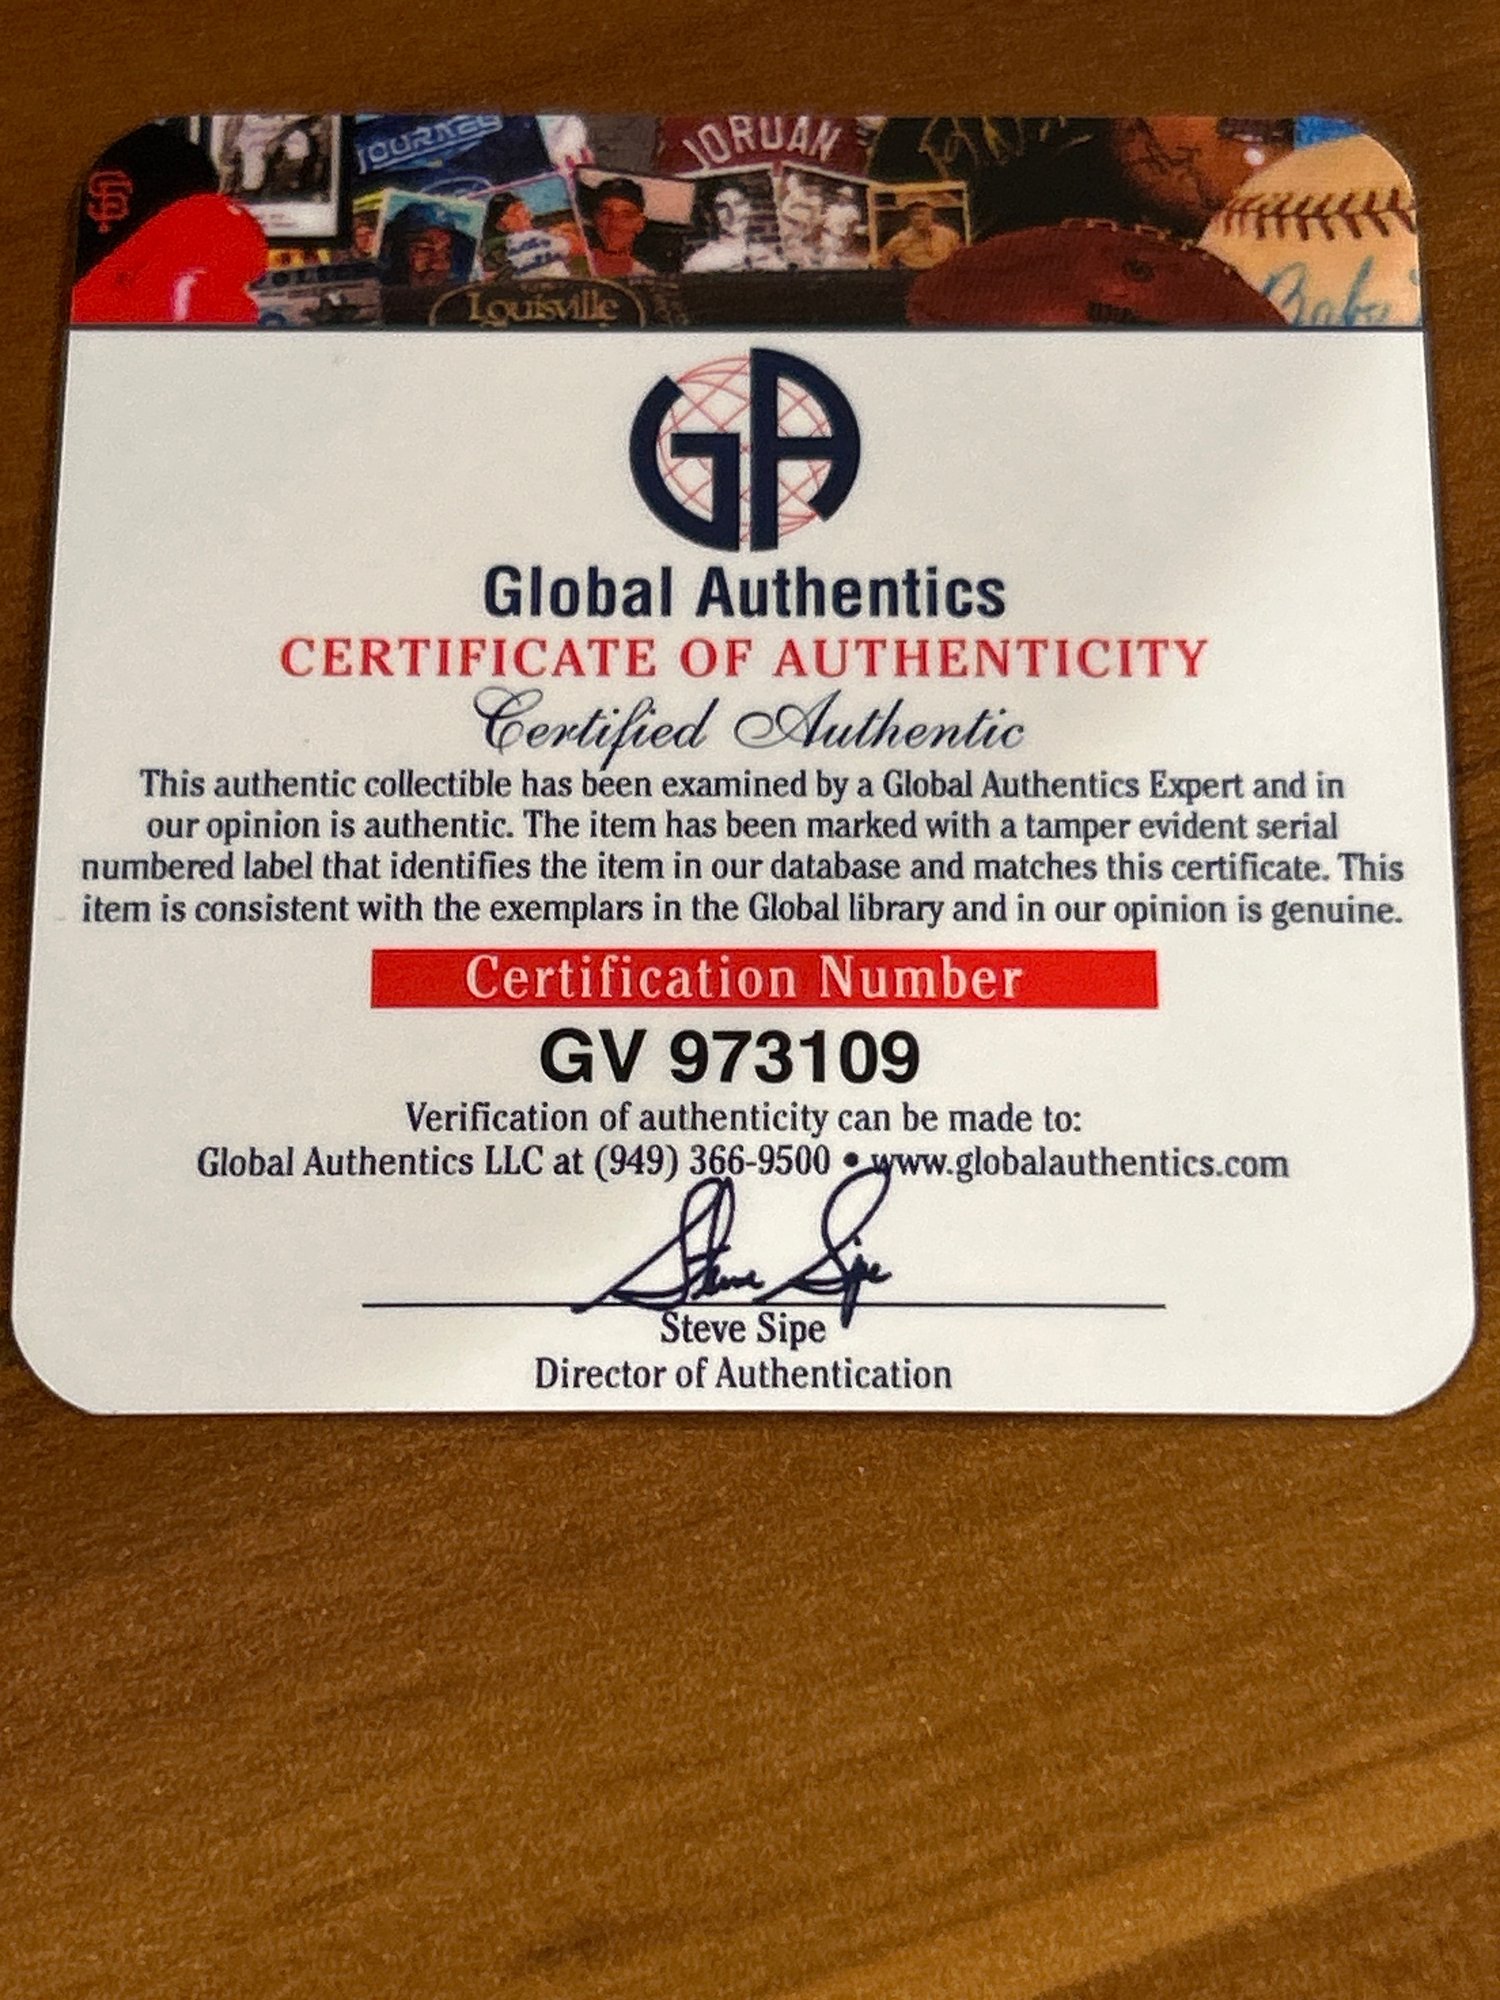 SF
JOURNEY
JORDAN
Louisville
Babe
GA
Global Authentics
CERTIFICATE OF AUTHENTICITY
Certified Authentic
This authentic collectible has been examined by a Global Authentics Expert and in
our opinion is authentic. The item has been marked with a tamper evident serial
numbered label that identifies the item in our database and matches this certificate. This
item is consistent with the exemplars in the Global library and in our opinion is genuine.
Certification Number
GV 973109
Verification of authenticity can be made to:
Global Authentics LLC at (949) 366-9500 • www.globalauthentics.com
Steve Sipe
Steve Sipe
Director of Authentication